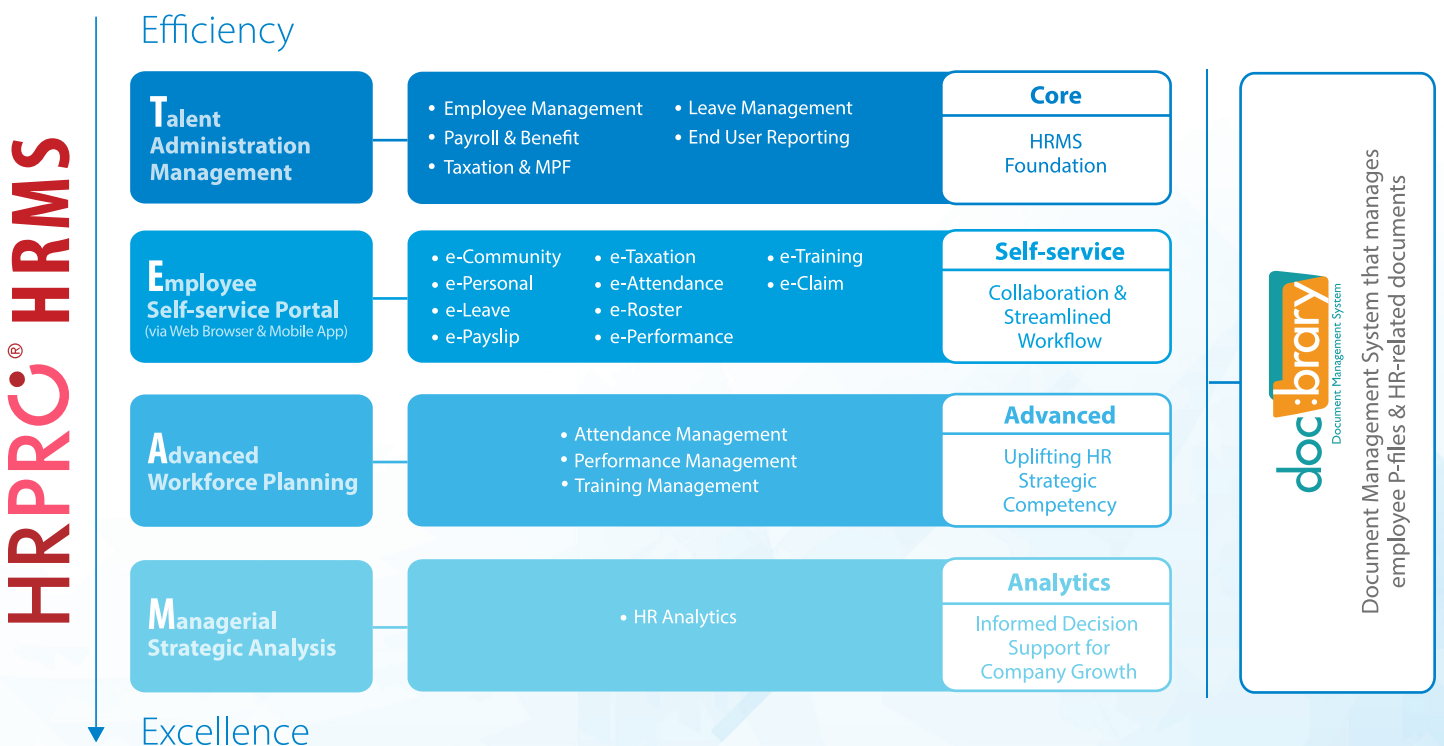 HRPRO® HRMS
Efficiency
Talent
Administration
Management
• Employee Management
• Payroll & Benefit
• Taxation & MPF
• Leave Management
• End User Reporting
Core
HRMS
Foundation
Employee
Self-service Portal
(via Web Browser & Mobile App)
• e-Community
• e-Personal
• e-Leave
• e-Payslip
• e-Taxation
• e-Attendance
• e-Roster
• e-Performance
• e-Training
• e-Claim
Self-service
Collaboration &
Streamlined
Workflow
Advanced
Workforce Planning
• Attendance Management
• Performance Management
• Training Management
Advanced
Uplifting HR
Strategic
Competency
Managerial
Strategic Analysis
• HR Analytics
Analytics
Informed Decision
Support for
Company Growth
Excellence
doc:brary
Document Management System
Document Management System that manages
employee P-files & HR-related documents